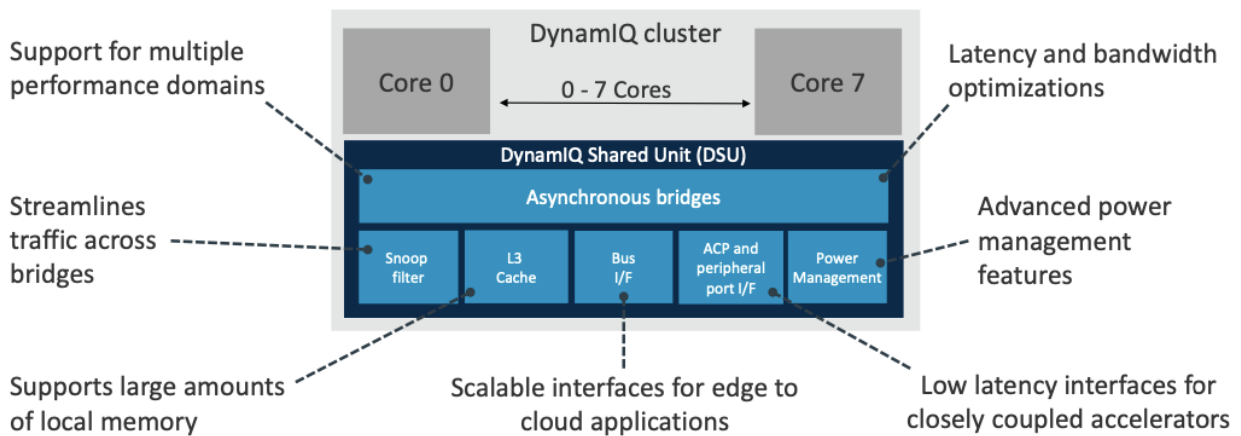 DynamIQ cluster
Support for multiple
performance domains
Core 0
0 - 7 Cores
Core 7
Latency and bandwidth
optimizations
DynamIQ Shared Unit (DSU)
Asynchronous bridges
Streamlines
traffic across
bridges
Snoop
filter
L3
Cache
Bus
I/F
ACP and
peripheral
port I/F
Power
Management
Advanced power
management
features
Supports large amounts
of local memory
Scalable interfaces for edge to
cloud applications
Low latency interfaces for
closely coupled accelerators